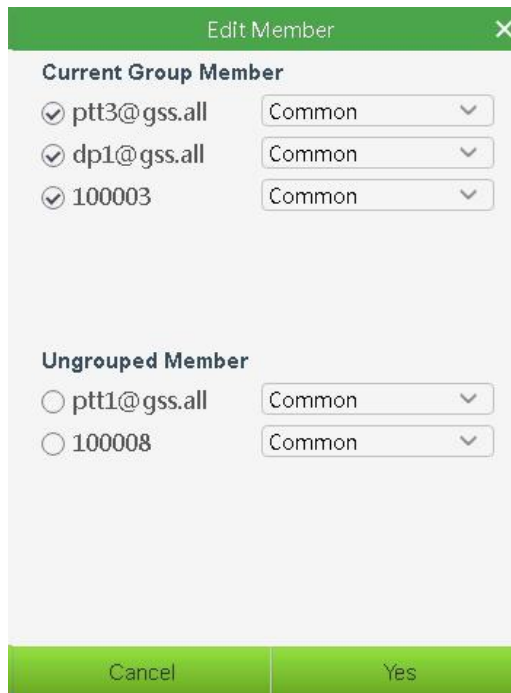 Edit Member
Current Group Member
ptt3@gss.all Common
dp1@gss.all Common
100003 Common
Ungrouped Member
ptt1@gss.all Common
100008 Common
Cancel Yes